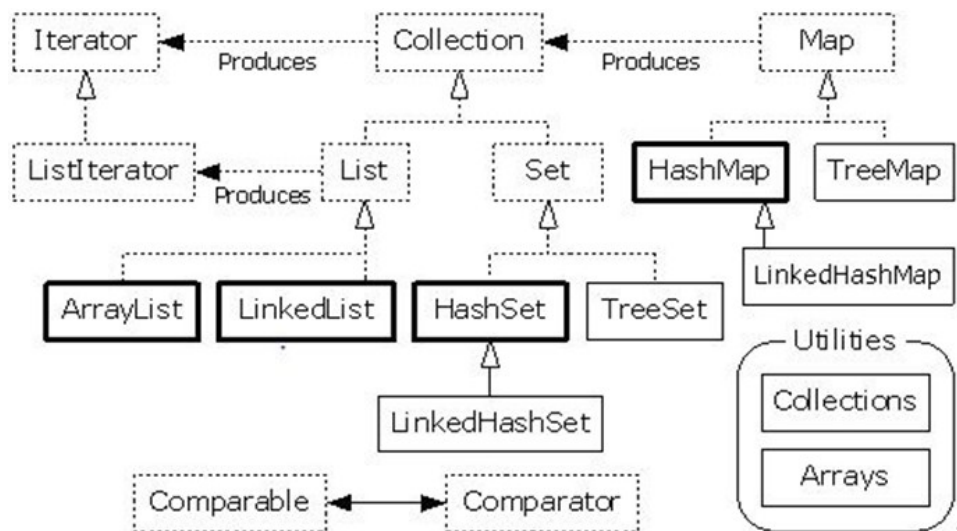 Iterator
Collection
Map
Produces
Produces
ListIterator
List
Set
HashMap
TreeMap
Produces
LinkedHashMap
ArrayList
LinkedList
HashSet
TreeSet
Utilities
Collections
LinkedHashSet
Arrays
Comparable
Comparator